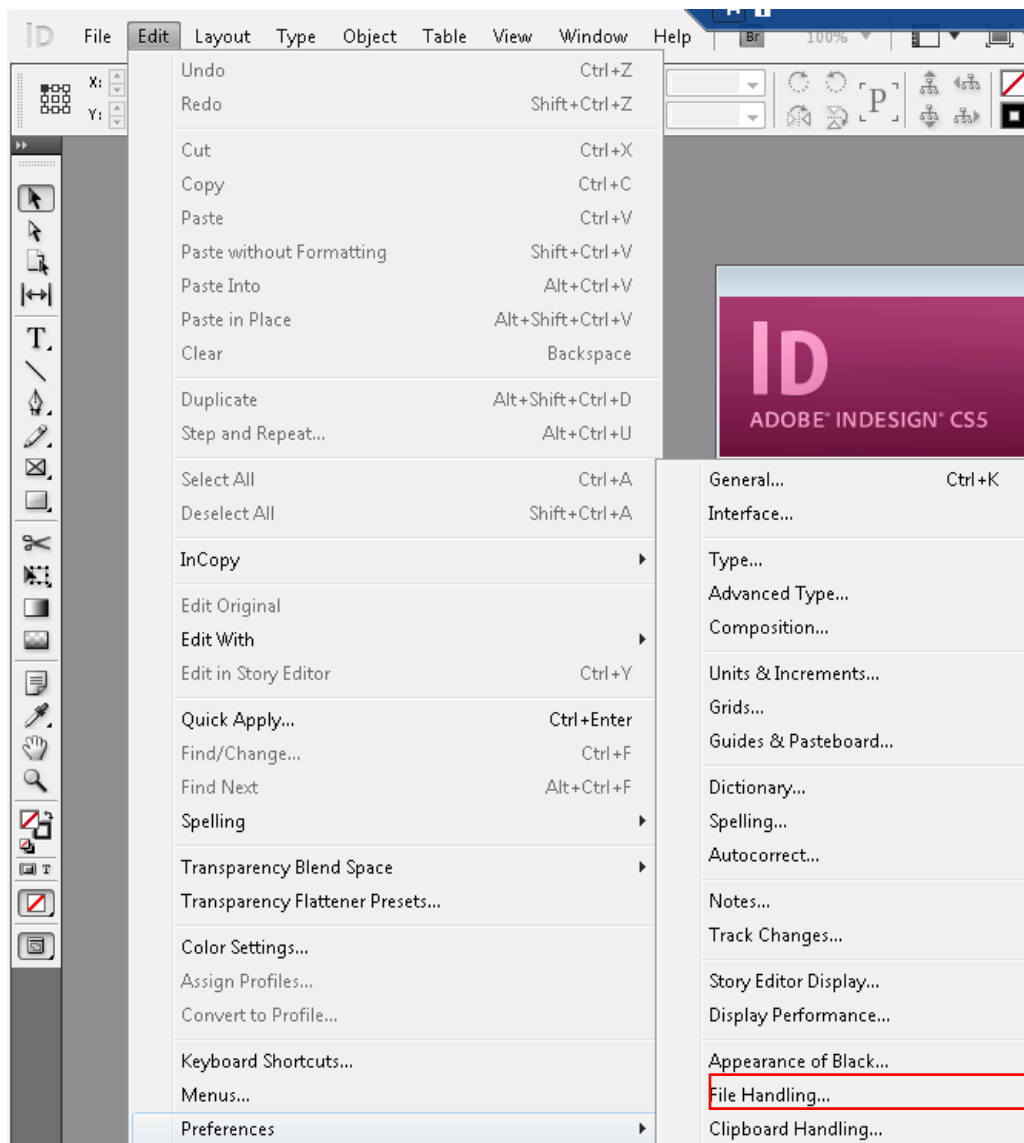 ID File Edit Layout Type Object Table View Window Help Br 100%
X:
Y:
P
Undo Ctrl+Z
Redo Shift+Ctrl+Z
Cut Ctrl+X
Copy Ctrl+C
Paste Ctrl+V
Paste without Formatting Shift+Ctrl+V
Paste Into Alt+Ctrl+V
Paste in Place Alt+Shift+Ctrl+V
Clear Backspace
Duplicate Alt+Shift+Ctrl+D
Step and Repeat... Alt+Ctrl+U
Select All Ctrl+A
Deselect All Shift+Ctrl+A
InCopy
Edit Original
Edit With
Edit in Story Editor Ctrl+Y
Quick Apply... Ctrl+Enter
Find/Change... Ctrl+F
Find Next Alt+Ctrl+F
Spelling
Transparency Blend Space
Transparency Flattener Presets...
Color Settings...
Assign Profiles...
Convert to Profile...
Keyboard Shortcuts...
Menus...
Preferences
ID
ADOBE® INDESIGN® CS5
General... Ctrl+K
Interface...
Type...
Advanced Type...
Composition...
Units & Increments...
Grids...
Guides & Pasteboard...
Dictionary...
Spelling...
Autocorrect...
Notes...
Track Changes...
Story Editor Display...
Display Performance...
Appearance of Black...
File Handling...
Clipboard Handling...
T
T